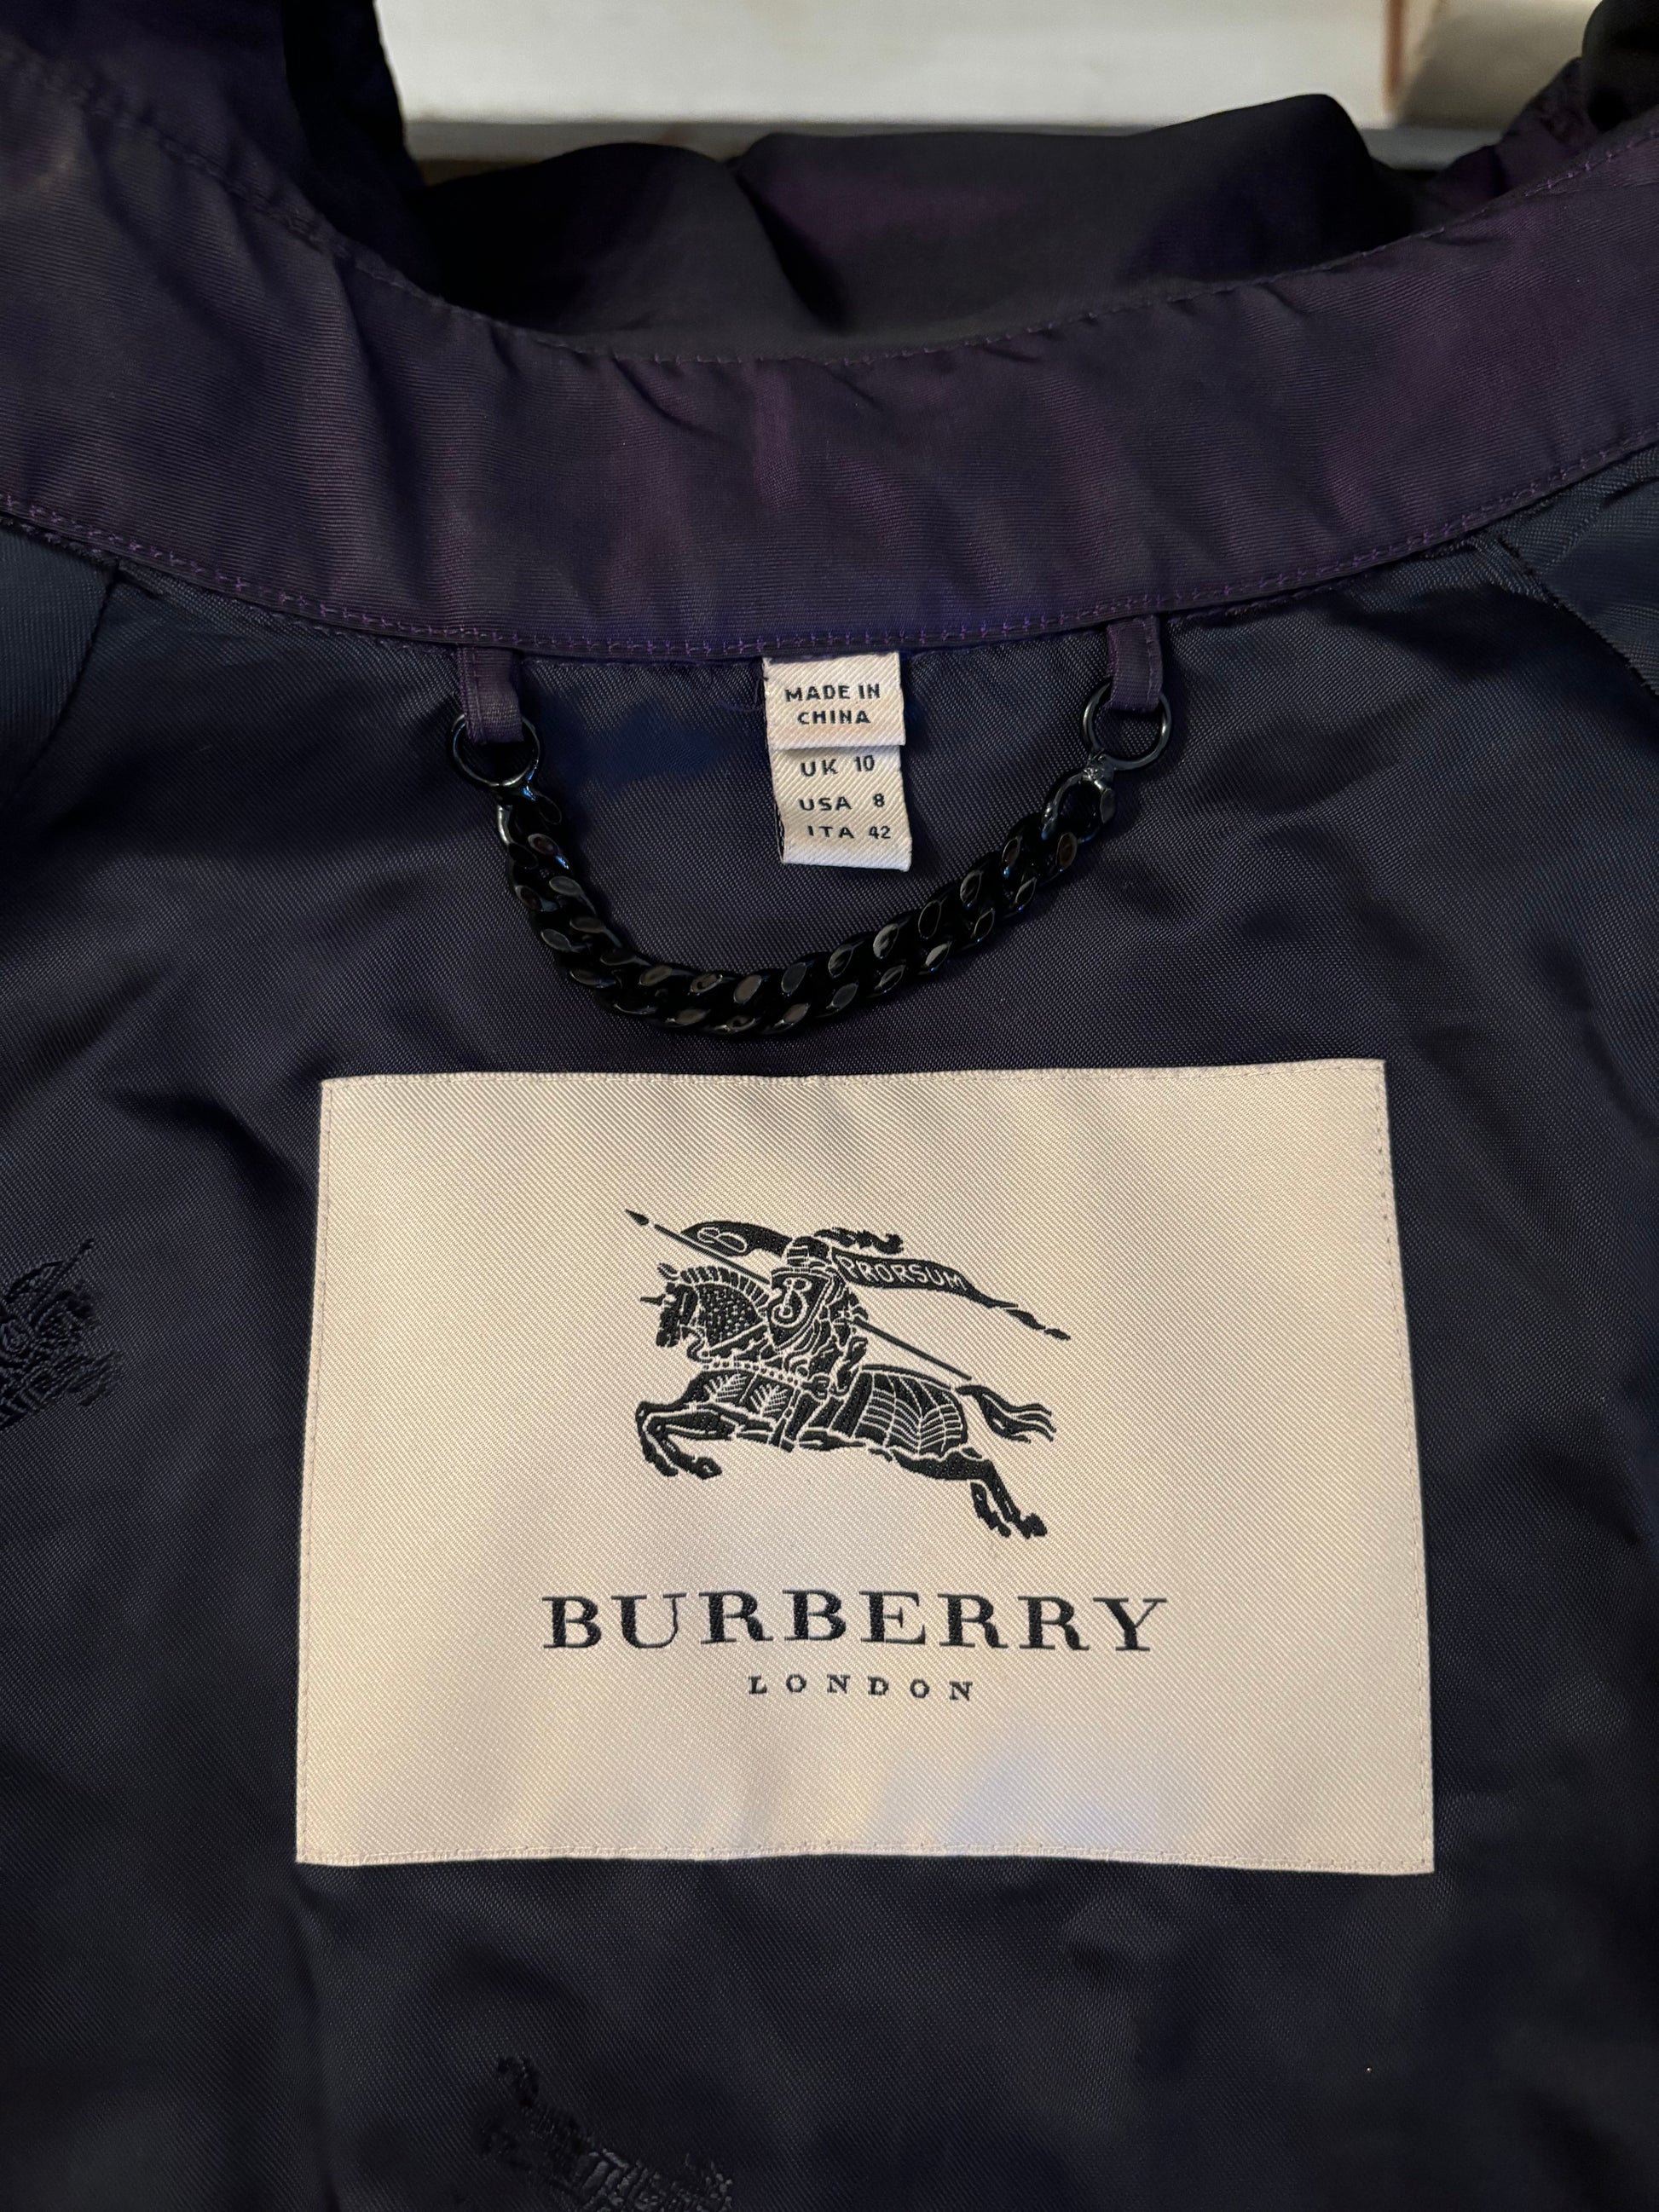 MADE IN
CHINA
UK 10
USA 8
ITA 42
PRORSUM
B
BURBERRY
LONDON